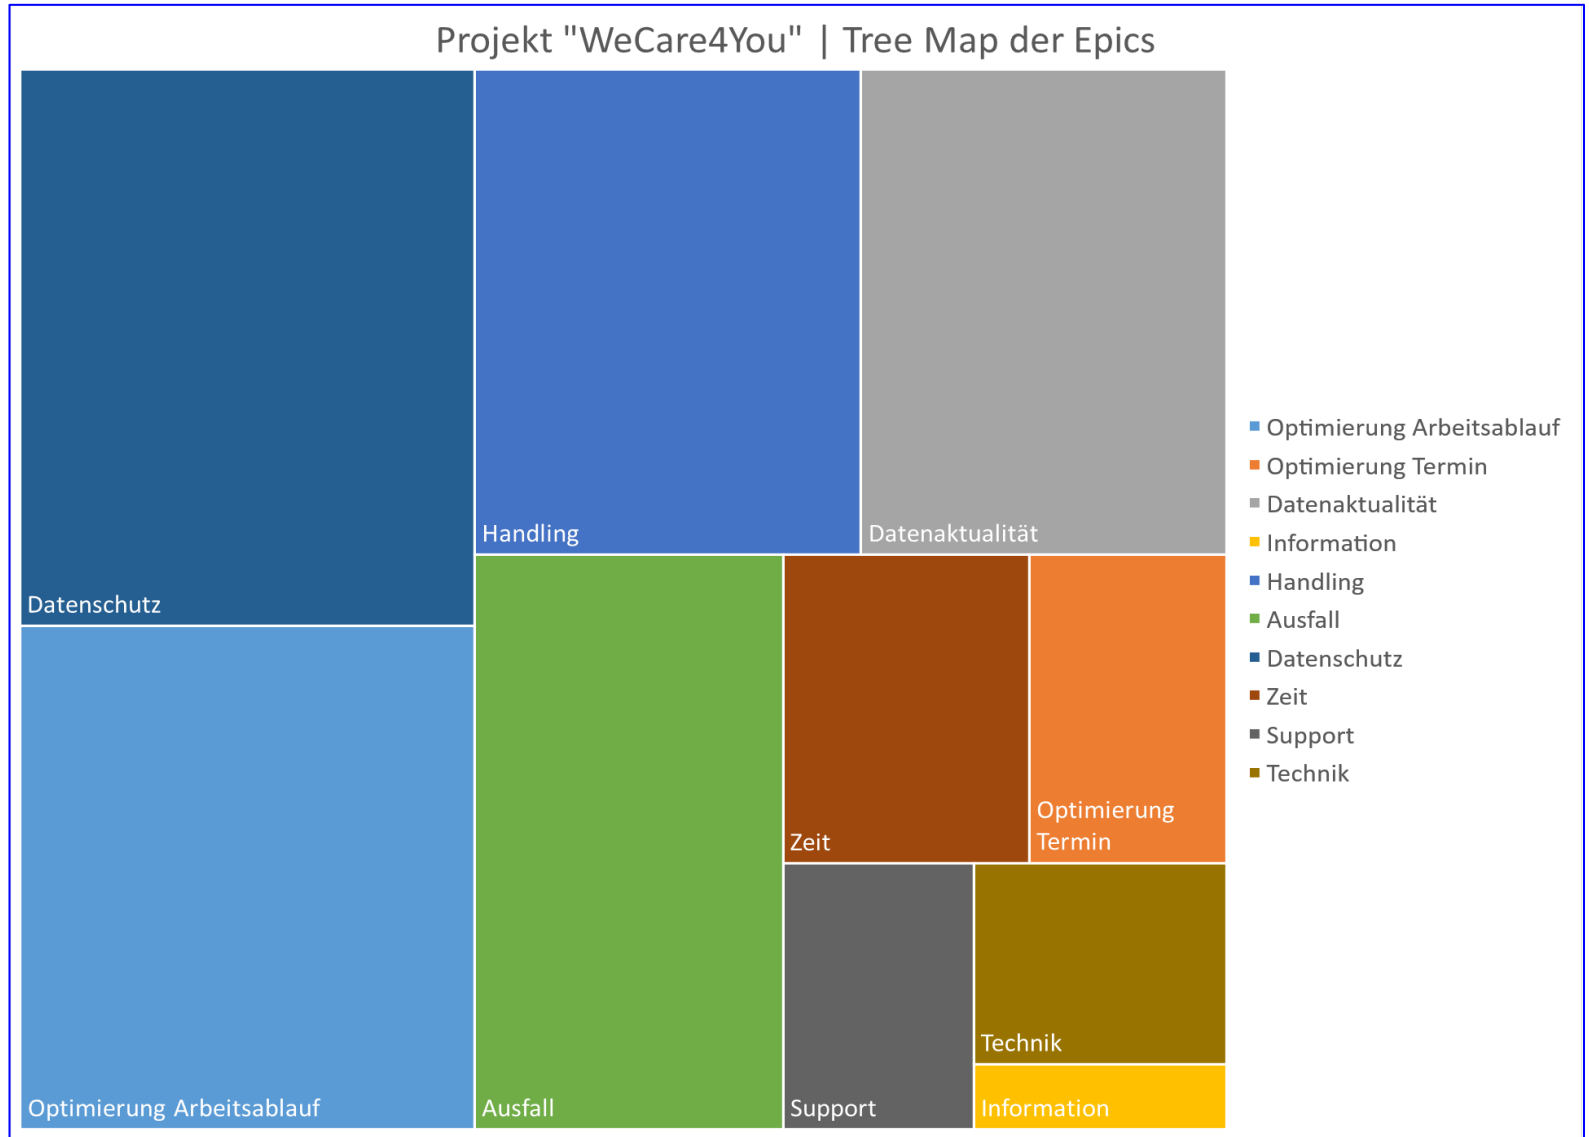 Projekt "WeCare4You" | Tree Map der Epics
Datenschutz
Optimierung Arbeitsablauf
Handling
Datenaktualität
Ausfall
Zeit
Optimierung
Termin
Support
Technik
Information
Optimierung Arbeitsablauf
Optimierung Termin
Datenaktualität
Information
Handling
Ausfall
Datenschutz
Zeit
Support
Technik